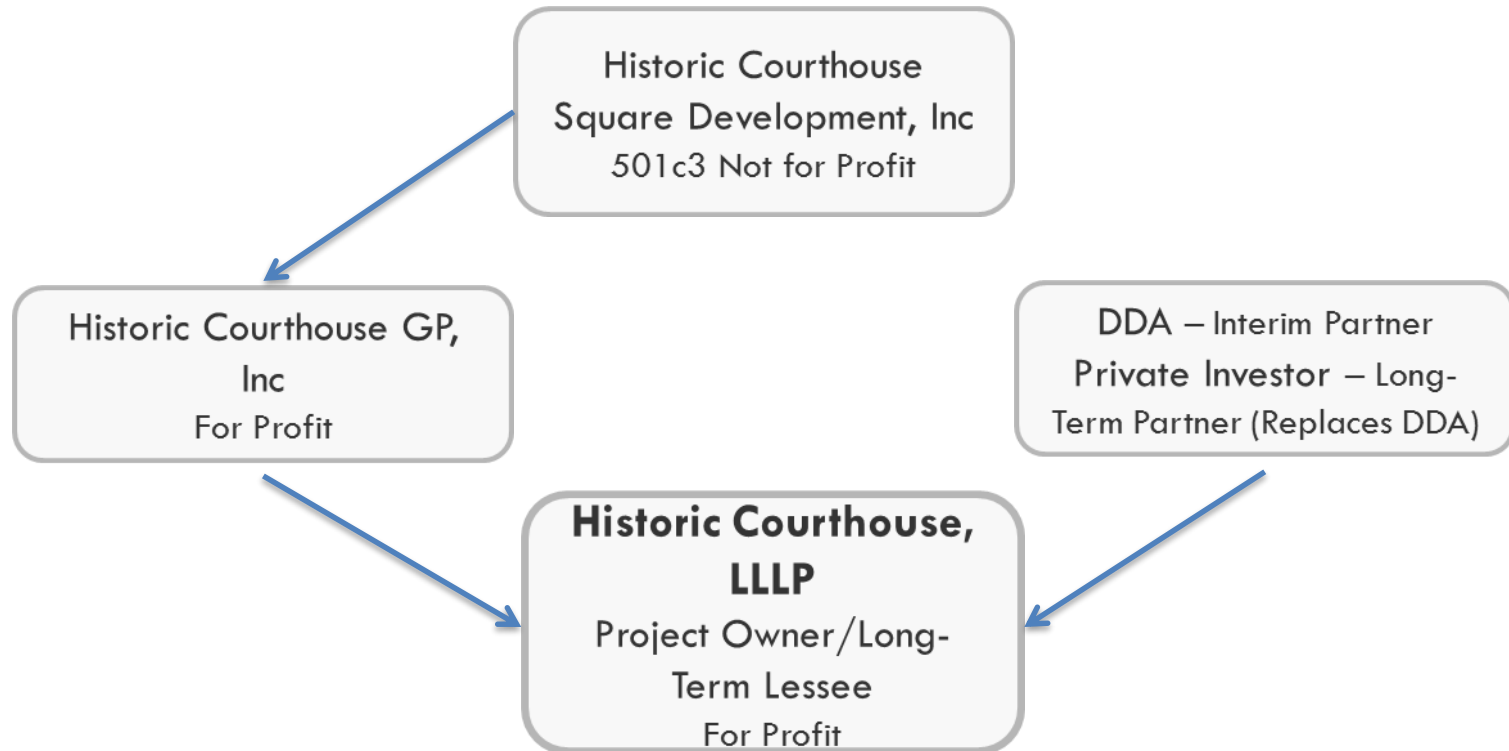 Historic Courthouse
Square Development, Inc
501c3 Not for Profit
Historic Courthouse GP,
Inc
For Profit
DDA – Interim Partner
Private Investor – Long-
Term Partner (Replaces DDA)
Historic Courthouse,
LLLP
Project Owner/Long-
Term Lessee
For Profit